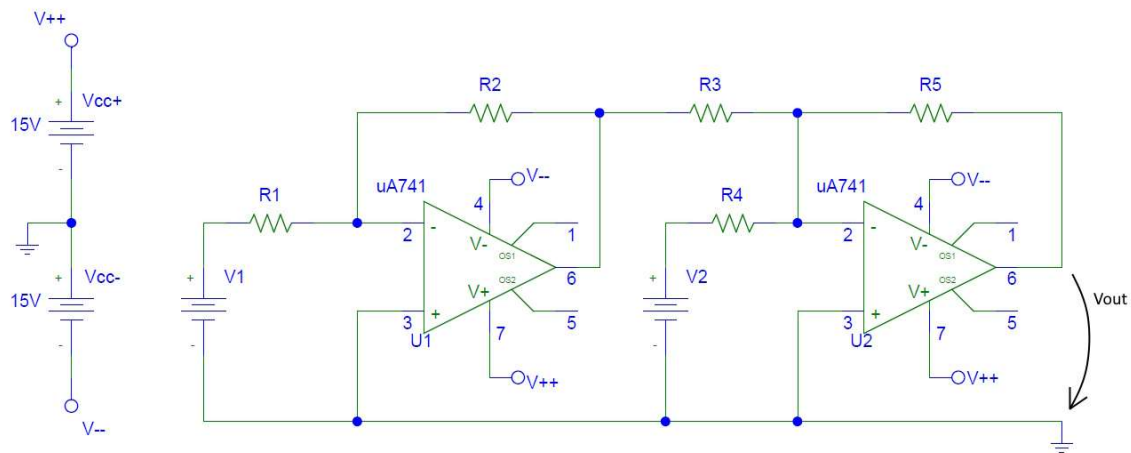 V++
+
Vcc+
15V
-
+
Vcc-
15V
-
V--
R2
R3
R5
R1
uA741
V--
4
2
-
V-
OS1
1
6
OS2
V+
5
3
+
7
U1
V++
+
V1
-
R4
uA741
V--
4
2
-
V-
OS1
1
6
OS2
V+
5
3
+
7
U2
V++
+
V2
-
Vout